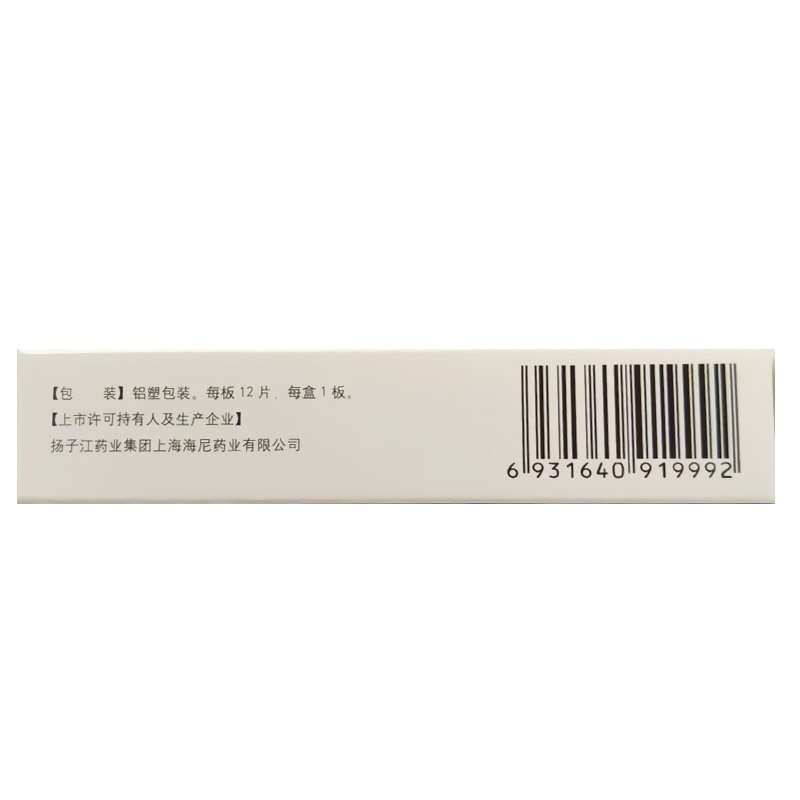 【包　　装】铝塑包装。每板12片，每盒1板。
【上市许可持有人及生产企业】
扬子江药业集团上海海尼药业有限公司
6 931640 919992